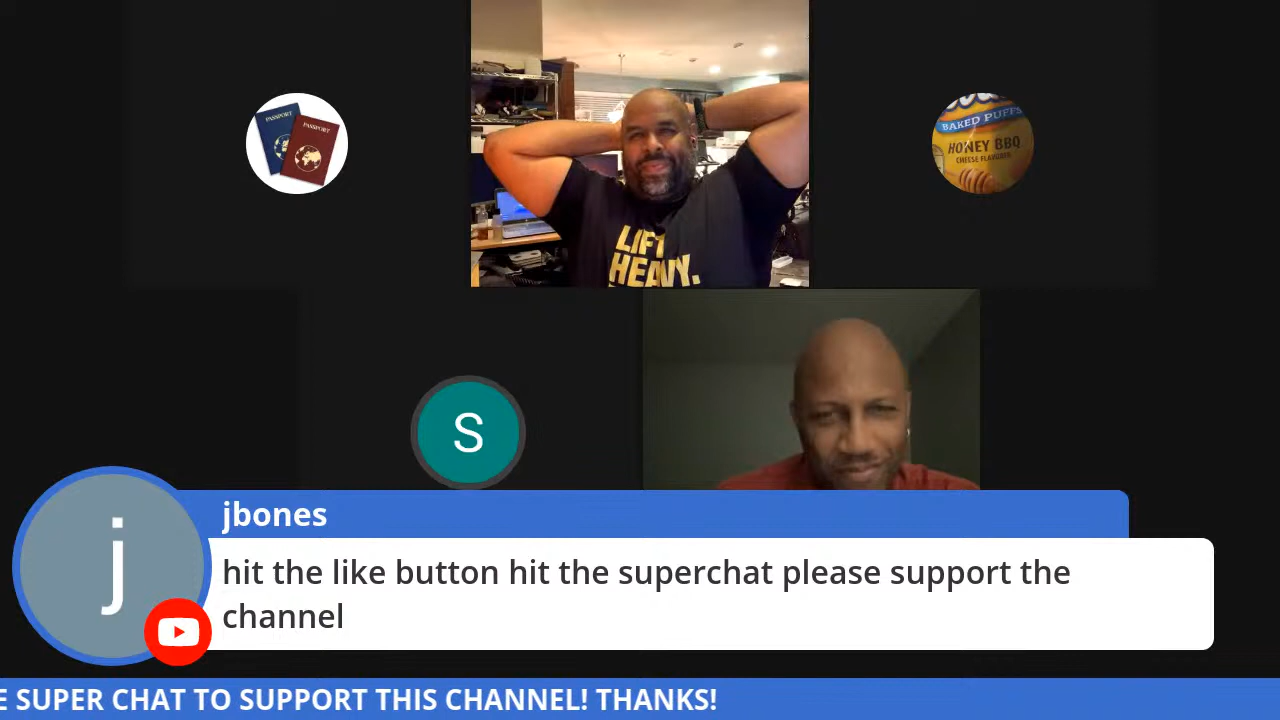 PASSPORT
PASSPORT
BAKED PUFFS
HONEY BBQ
CHEESE FLAVORED
LIFT
HEAVY.
S
j
jbones
hit the like button hit the superchat please support the
channel
E SUPER CHAT TO SUPPORT THIS CHANNEL! THANKS!